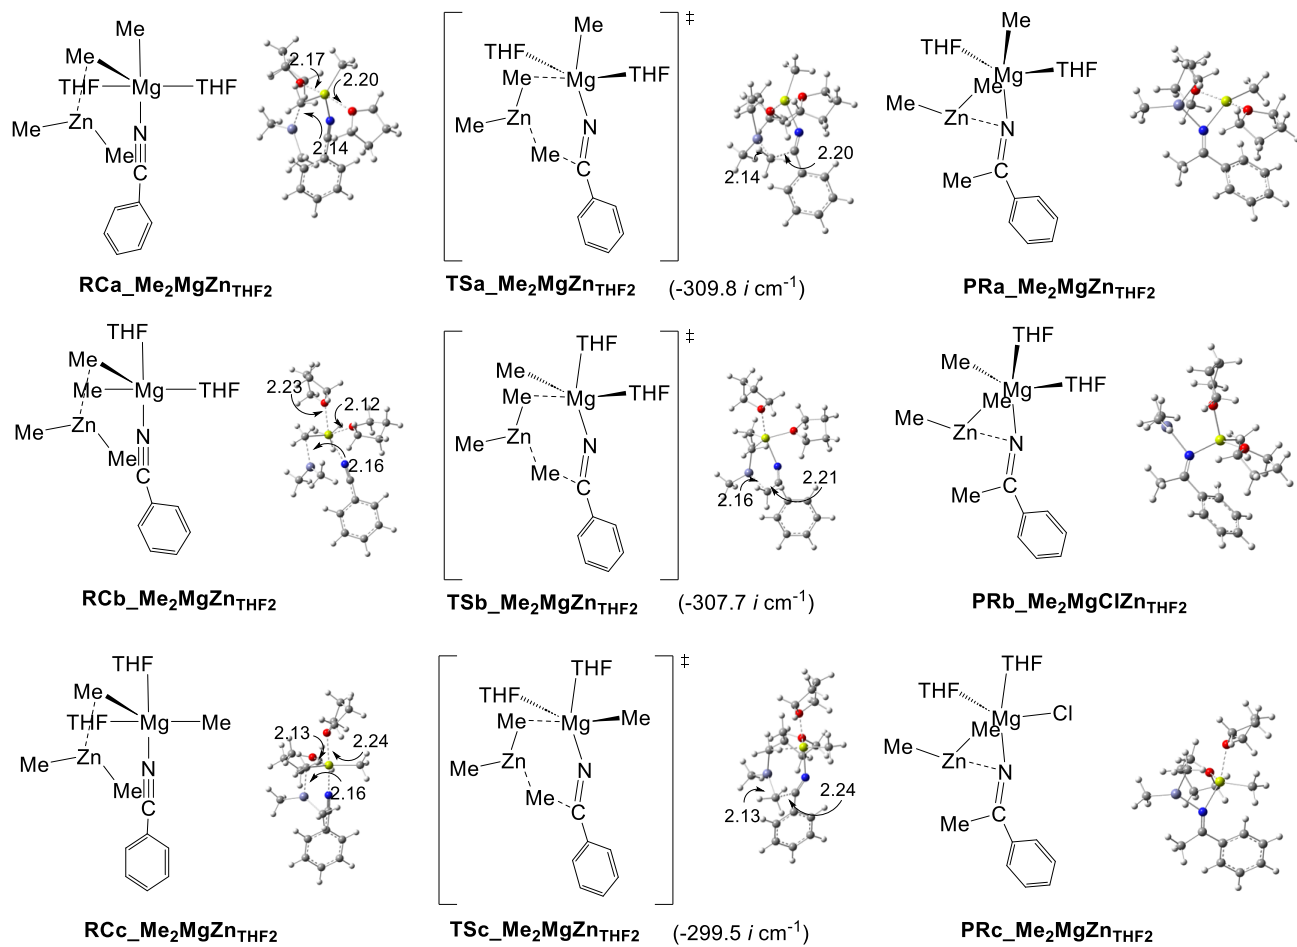 Me
Me
THF
Mg
THF
Me
Zn
Me
N
C
2.17
2.20
2.14
‡
Me
THF
Me
Mg
THF
Me
Zn
N
Me
C
2.20
2.14
Me
THF
Mg
THF
Me
Me
Zn
N
Me
C
RCa_Me2MgZnTHF2
TSa_Me2MgZnTHF2 (-309.8 i cm-1)
PRa_Me2MgZnTHF2
THF
Me
Me
Mg
THF
Me
Zn
Me
N
C
2.23
2.12
2.16
‡
THF
Me
Me
Mg
THF
Me
Zn
N
Me
C
2.16
2.21
THF
Me
Mg
THF
Me
Me
Zn
N
Me
C
RCb_Me2MgZnTHF2
TSb_Me2MgZnTHF2 (-307.7 i cm-1)
PRb_Me2MgClZnTHF2
THF
Me
THF
Mg
Me
Me
Zn
Me
N
C
2.13
2.24
2.16
‡
THF
THF
Me
Mg
Me
Me
Zn
N
Me
C
2.13
2.24
THF
THF
Mg
Cl
Me
Me
Zn
N
Me
C
RCc_Me2MgZnTHF2
TSc_Me2MgZnTHF2 (-299.5 i cm-1)
PRc_Me2MgZnTHF2